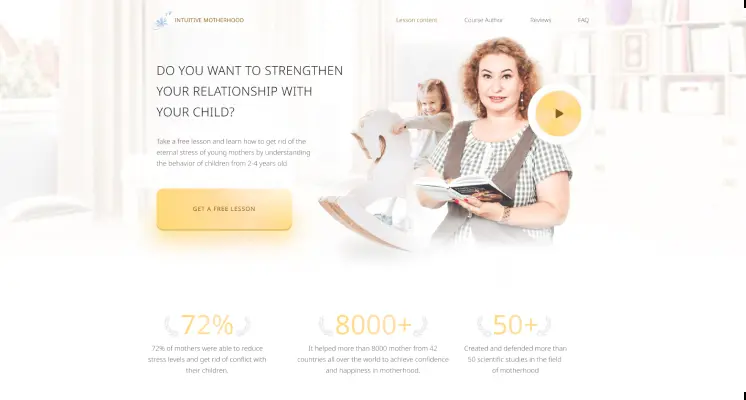 INTUITIVE MOTHERHOOD
Lesson content
Course Author
Reviews
FAQ
DO YOU WANT TO STRENGTHEN
YOUR RELATIONSHIP WITH
YOUR CHILD?
Take a free lesson and learn how to get rid of the
eternal stress of young mothers by understanding
the behavior of children from 2-4 years old
GET A FREE LESSON
72%
72% of mothers were able to reduce
stress levels and get rid of conflict with
their children.
8000+
It helped more than 8000 mother from 42
countries all over the world to achieve confidence
and happiness in motherhood.
50+
Created and defended more than
50 scientific studies in the field
of motherhood